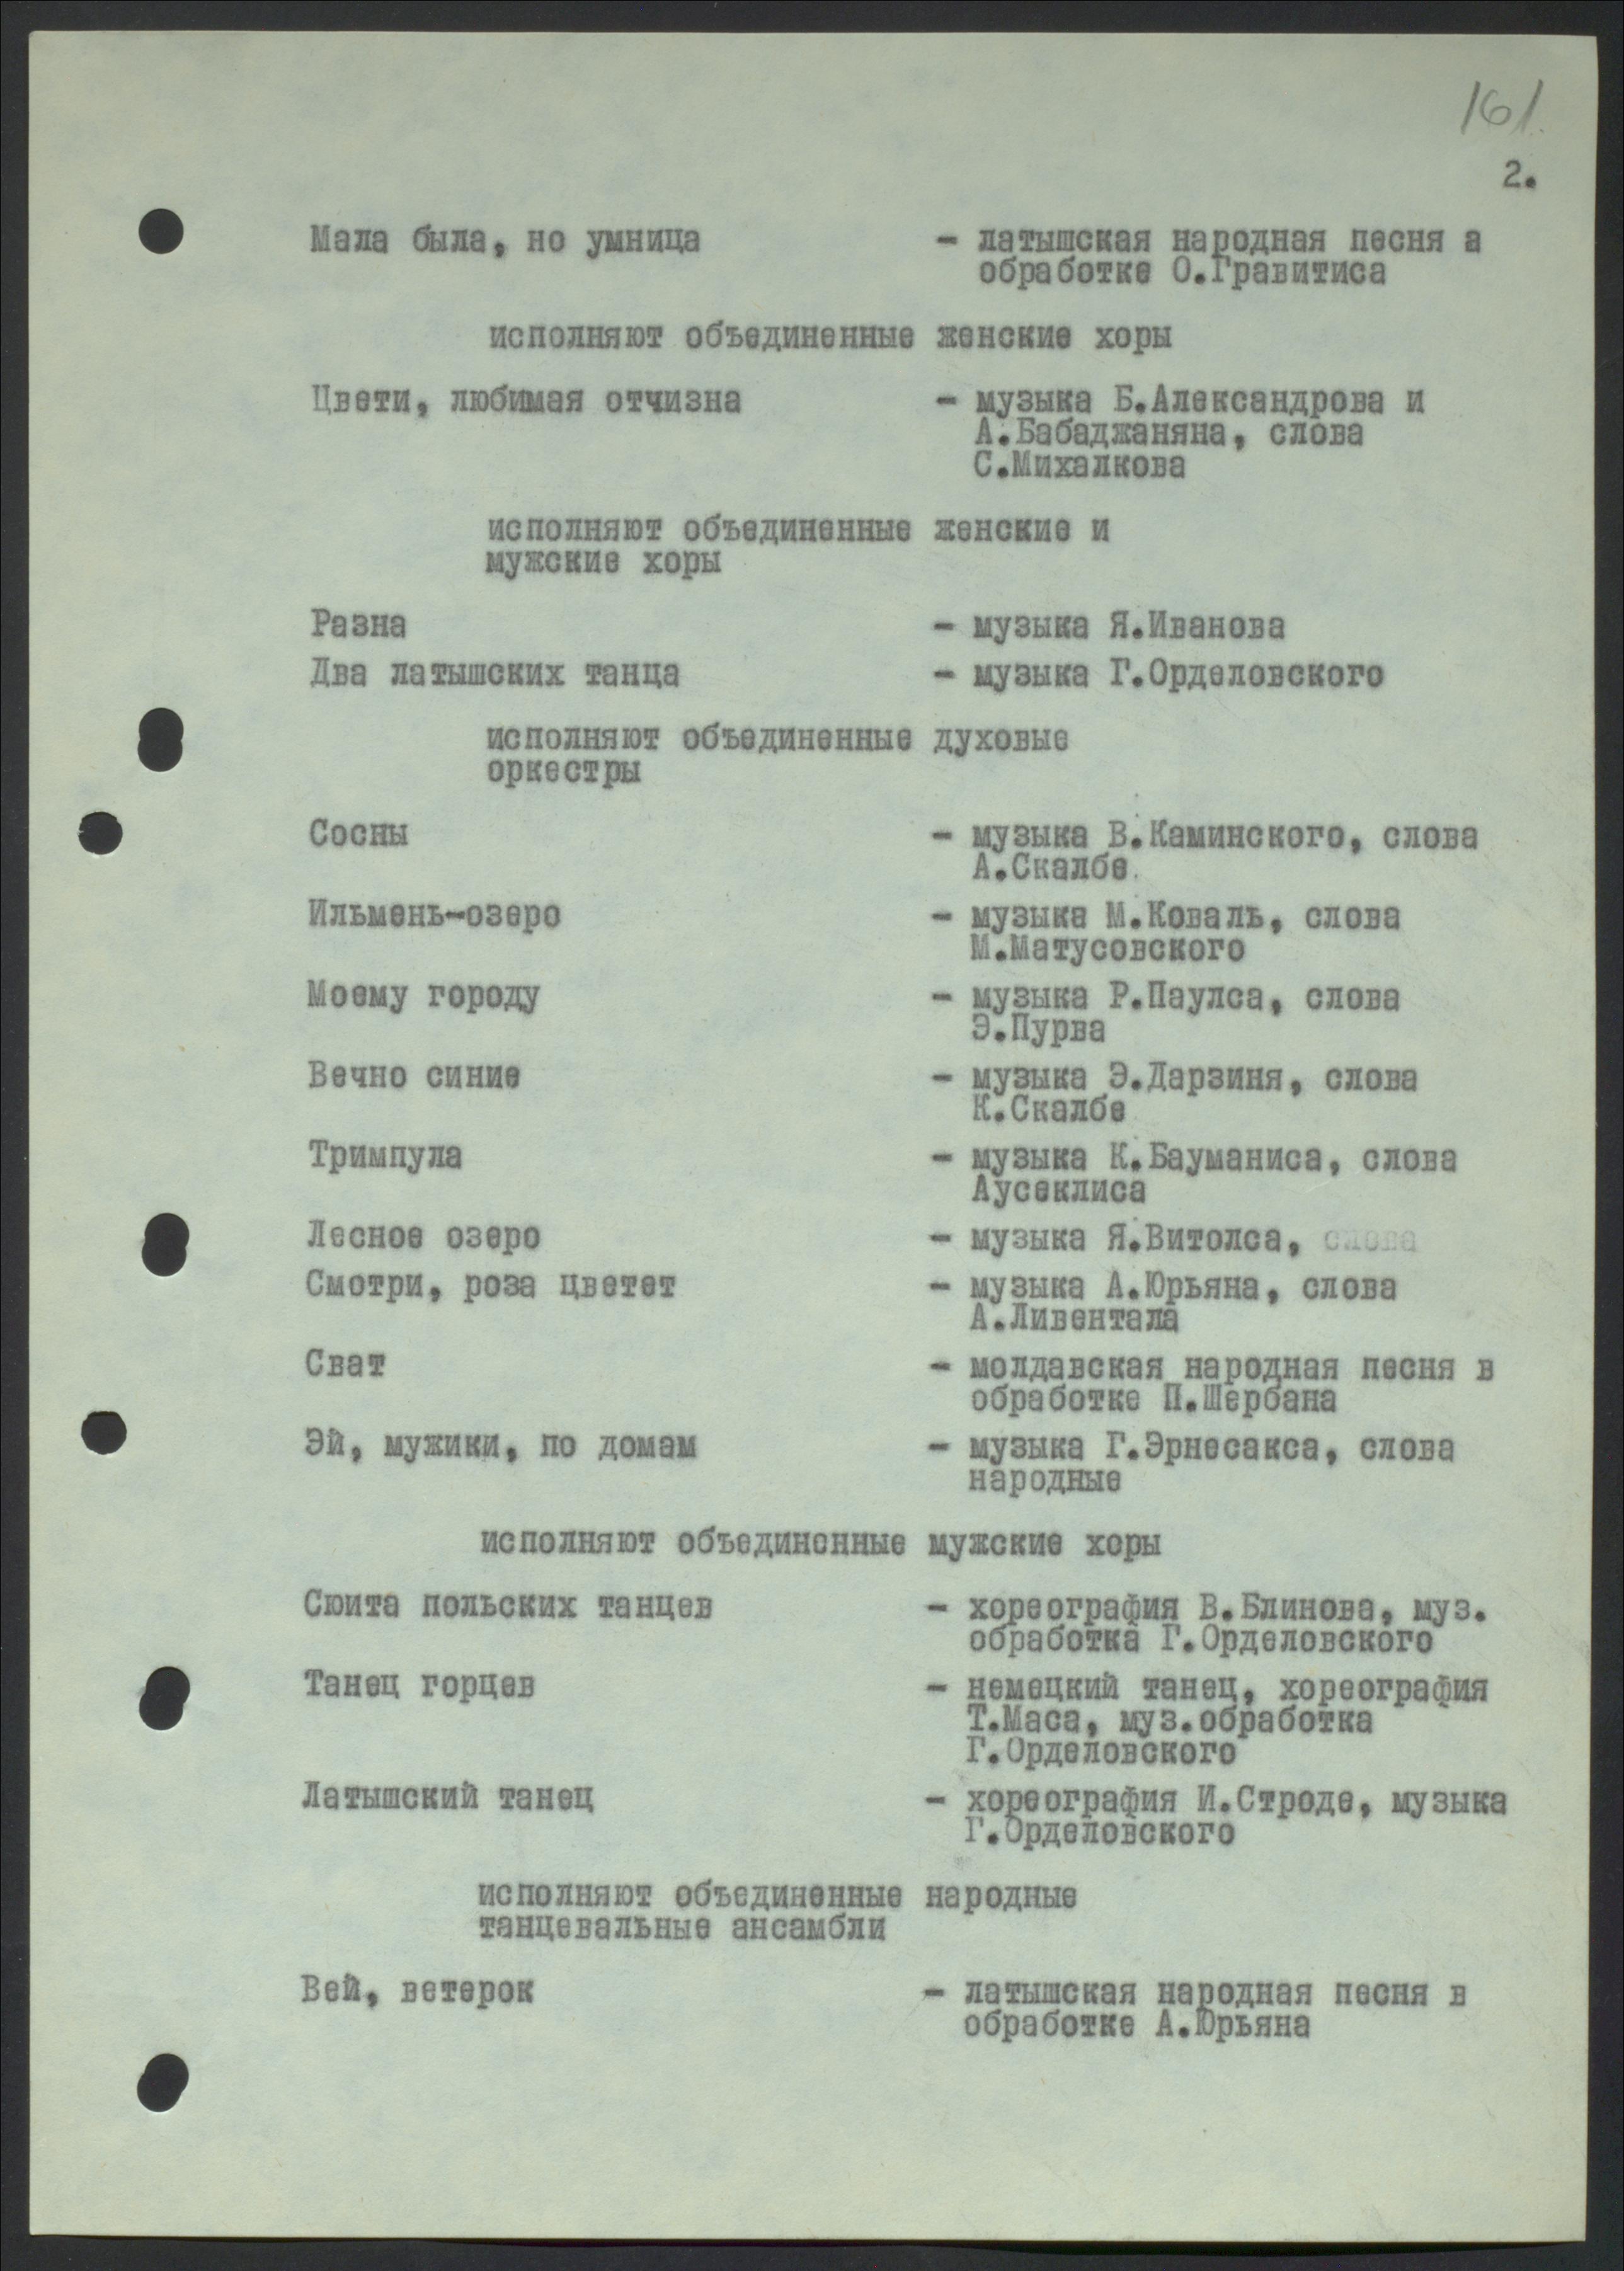 161.
2.
Мала была, но умница - латышская народная песня а
обработке О.Гравитиса
исполняют объединенные женские хоры
Цвети, любимая отчизна - музыка Б.Александрова и
А.Бабаджаняна, слова
С.Михалкова
исполняют объединенные женские и
мужские хоры
Разна - музыка Я.Иванова
Два латышских танца - музыка Г.Орделовского
исполняют объединенные духовые
оркестры
Сосны - музыка В.Каминского, слова
А.Скалбе.
Ильмень-озеро - музыка М.Коваль, слова
М.Матусовского
Моему городу - музыка Р.Паулса, слова
Э.Пурва
Вечно синие - музыка Э.Дарзиня, слова
К.Скалбе
Тримпула - музыка К.Бауманиса, слова
Аусеклиса
Лесное озеро - музыка Я.Витолса, слова
Смотри, роза цветет - музыка А.Юрьяна, слова
А.Ливентала
Сват - молдавская народная песня в
обработке П.Шербана
Эй, мужики, по домам - музыка Г.Эрнесакса, слова
народные
исполняют объединенные мужские хоры
Сюита польских танцев - хореография В.Блинова, муз.
обработка Г.Орделовского
Танец горцев - немецкий танец, хореография
Т.Маса, муз.обработка
Г.Орделовского
Латышский танец - хореография И.Строде, музыка
Г.Орделовского
исполняют объединенные народные
танцевальные ансамбли
Вей, ветерок - латышская народная песня в
обработке А.Юрьяна